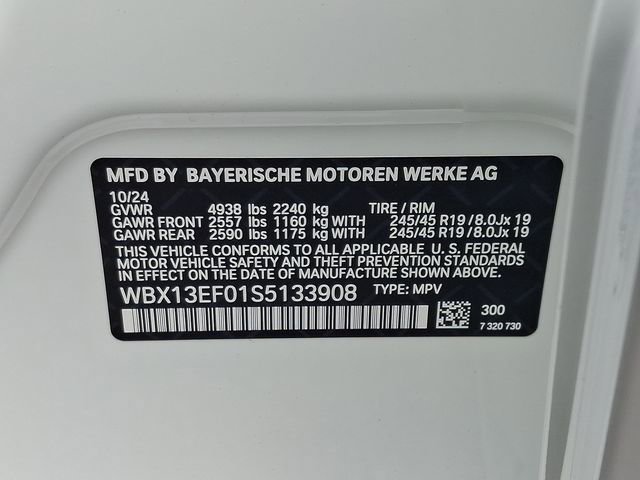 MFD BY BAYERISCHE MOTOREN WERKE AG
10/24
GVWR 4938 lbs 2240 kg TIRE / RIM
GAWR FRONT 2557 lbs 1160 kg WITH 245/45 R19 / 8.0Jx 19
GAWR REAR 2590 lbs 1175 kg WITH 245/45 R19 / 8.0Jx 19
THIS VEHICLE CONFORMS TO ALL APPLICABLE U. S. FEDERAL
MOTOR VEHICLE SAFETY AND THEFT PREVENTION STANDARDS
IN EFFECT ON THE DATE OF MANUFACTURE SHOWN ABOVE.
WBX13EF01S5133908 TYPE: MPV
300
7 320 730